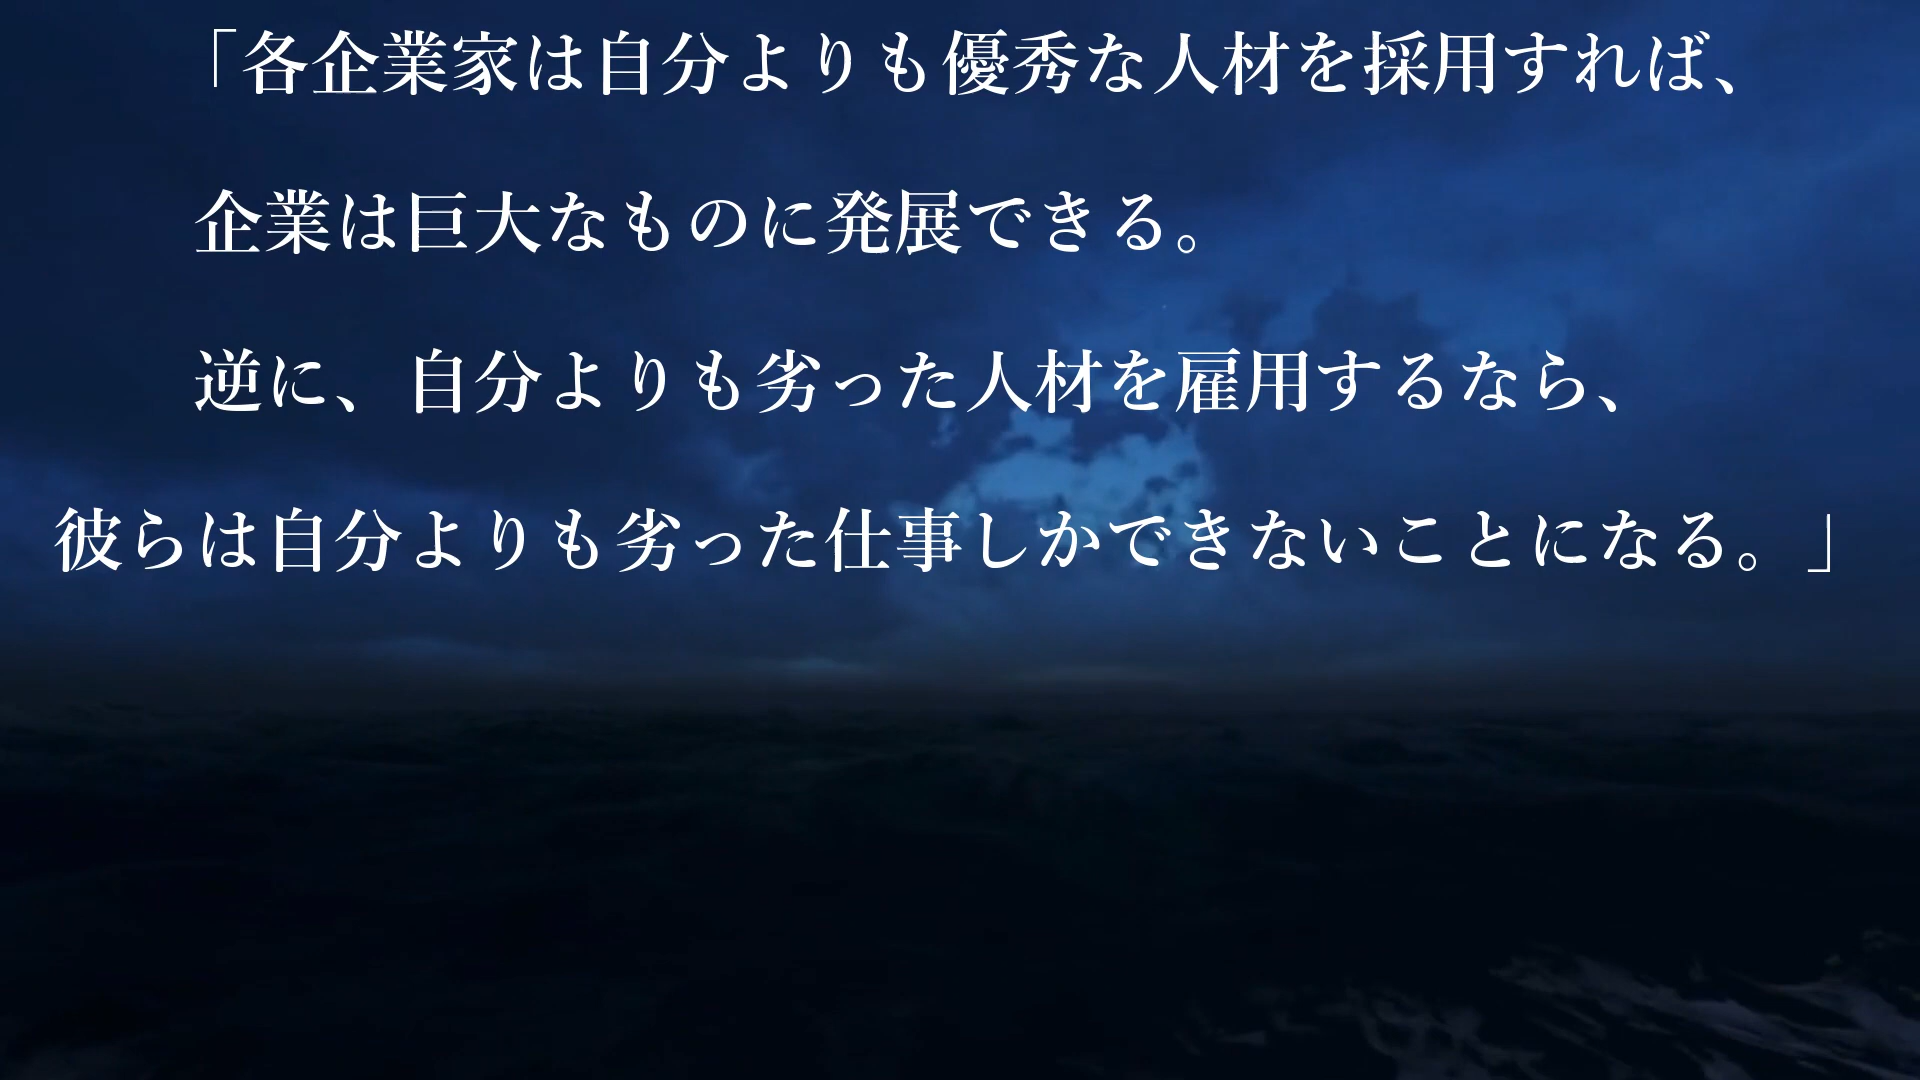 「各企業家は自分よりも優秀な人材を採用すれば、
企業は巨大なものに発展できる。
逆に、自分よりも劣った人材を雇用するなら、
彼らは自分よりも劣った仕事しかできないことになる。」